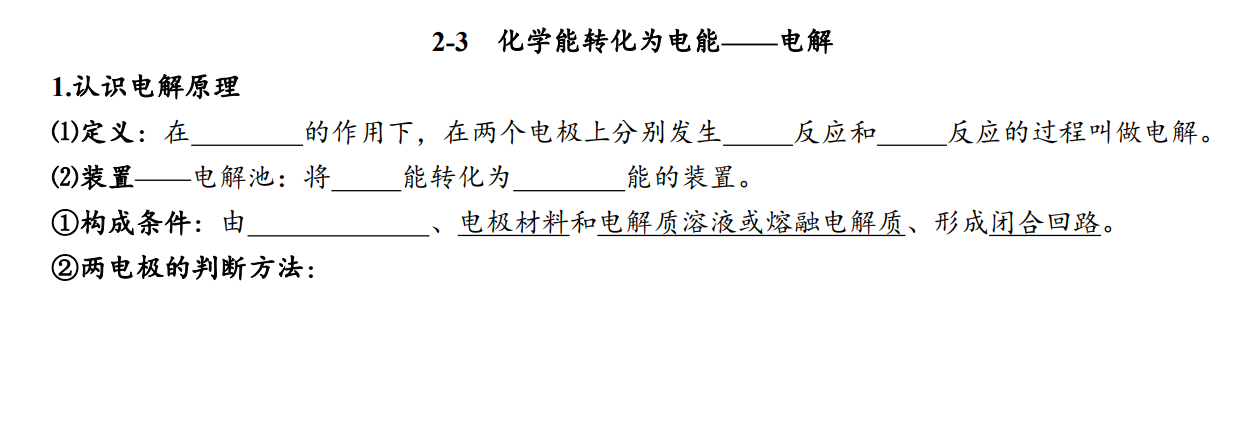 2-3 化学能转化为电能——电解
1.认识电解原理
⑴定义：在________的作用下，在两个电极上分别发生_____反应和_____反应的过程叫做电解。
⑵装置——电解池：将_____能转化为________能的装置。
①构成条件：由_____________、电极材料和电解质溶液或熔融电解质、形成闭合回路。
②两电极的判断方法：